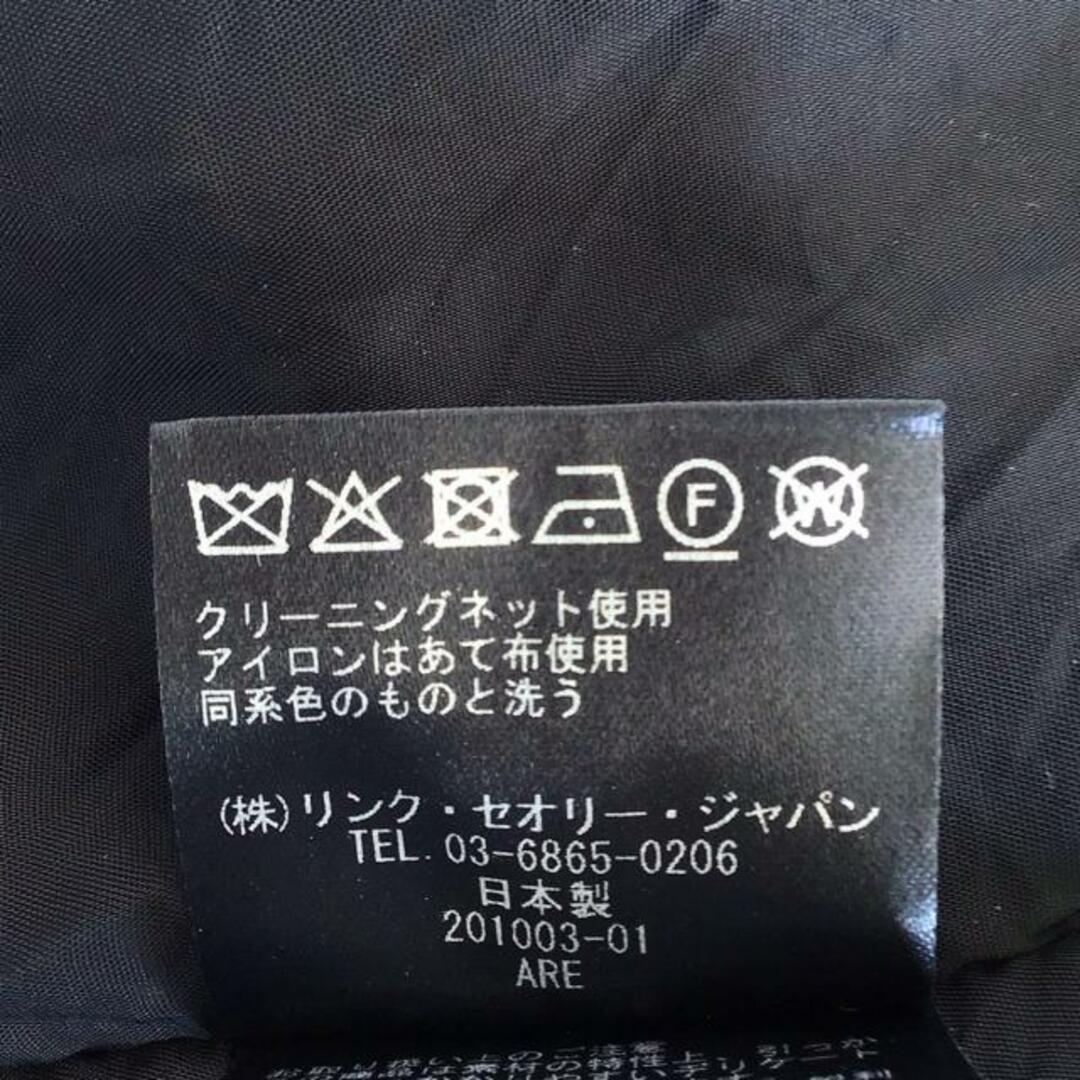 F
W
クリーニングネット使用
アイロンはあて布使用
同系色のものと洗う
(株)リンク・セオリー・ジャパン
TEL. 03-6865-0206
日本製
201003-01
ARE